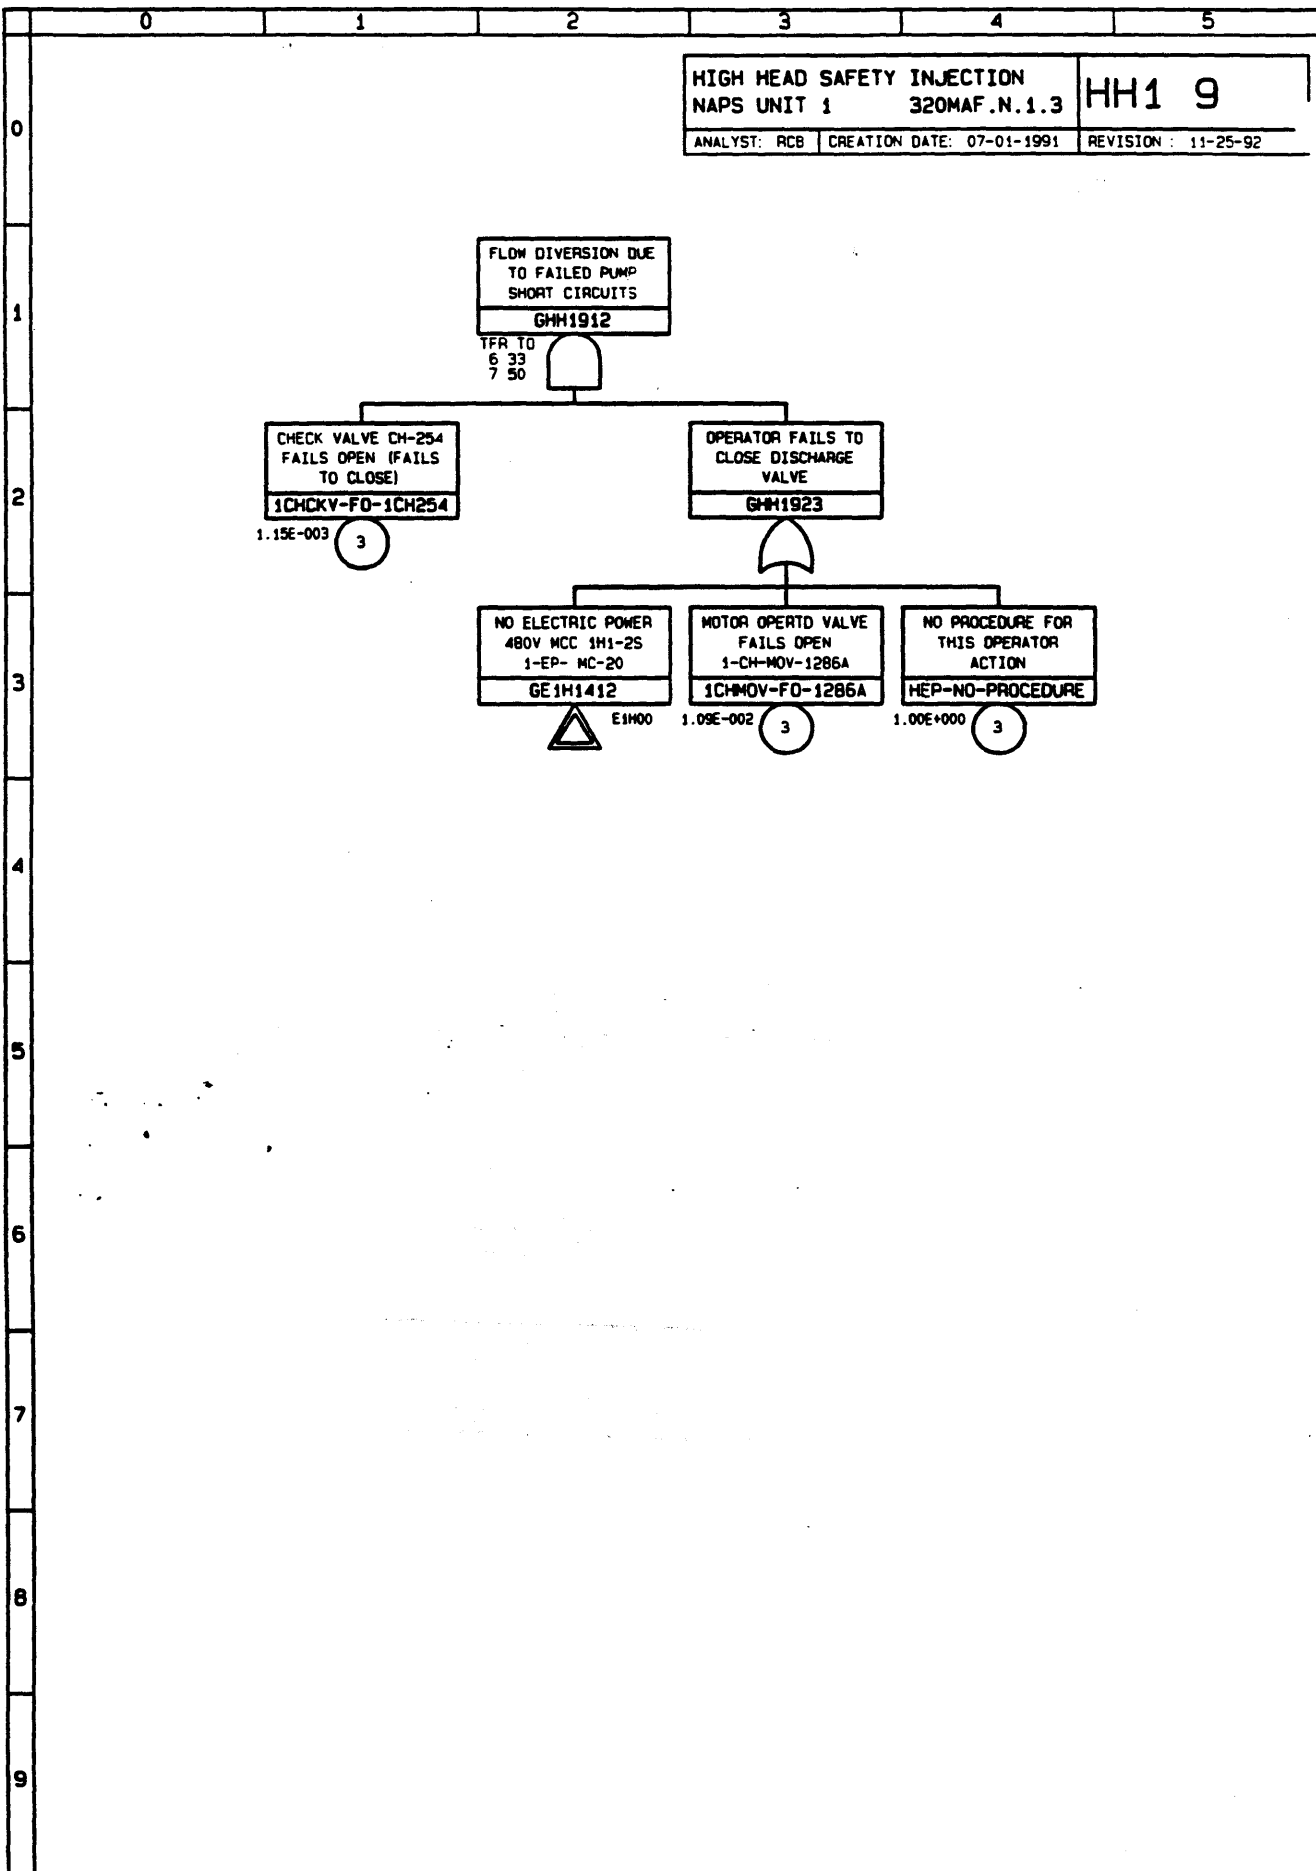 0 1 2 3 4 5
HIGH HEAD SAFETY INJECTION
NAPS UNIT 1 320MAF.N.1.3
HH1 9
ANALYST: RCB CREATION DATE: 07-01-1991 REVISION : 11-25-92
0
FLOW DIVERSION DUE
TO FAILED PUMP
SHORT CIRCUITS
GHH1912
1
TFR TO
6 33
7 50
CHECK VALVE CH-254
FAILS OPEN (FAILS
TO CLOSE)
1CHCKV-FO-1CH254
1.15E-003
3
OPERATOR FAILS TO
CLOSE DISCHARGE
VALVE
GHH1923
2
NO ELECTRIC POWER
480V MCC 1H1-2S
1-EP- MC-20
GE1H1412
E1H00
MOTOR OPERTD VALVE
FAILS OPEN
1-CH-MOV-1286A
1CHMOV-FO-1286A
1.09E-002
3
NO PROCEDURE FOR
THIS OPERATOR
ACTION
HEP-NO-PROCEDURE
1.00E+000
3
3
4
5
6
7
8
9